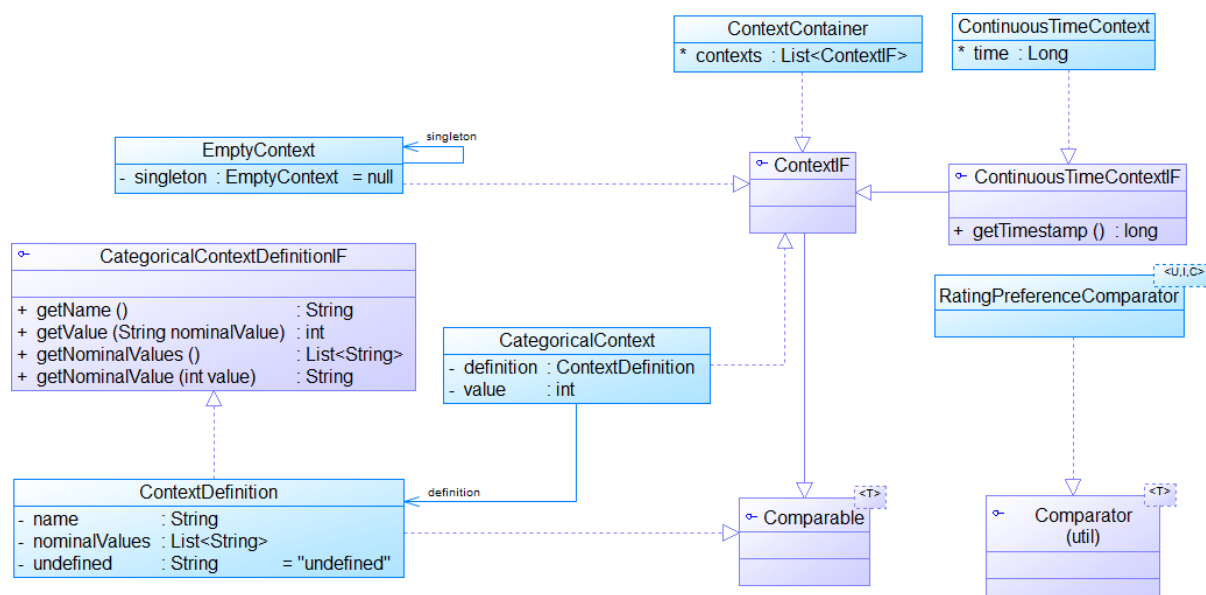 ContextContainer
* contexts : List<ContextIF>
ContinuousTimeContext
* time : Long
singleton
EmptyContext
- singleton : EmptyContext = null
ContextIF
ContinuousTimeContextIF
+ getTimestamp () : long
CategoricalContextDefinitionIF
+ getName () : String
+ getValue (String nominalValue) : int
+ getNominalValues () : List<String>
+ getNominalValue (int value) : String
<U,I,C>
RatingPreferenceComparator
CategoricalContext
- definition : ContextDefinition
- value : int
definition
ContextDefinition
- name : String
- nominalValues : List<String>
- undefined : String = "undefined"
<T>
Comparable
<T>
Comparator
(util)